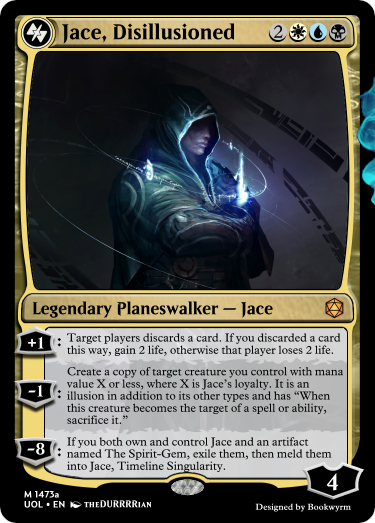 Jace, Disillusioned 2
Legendary Planeswalker — Jace
+1: Target players discards a card. If you discarded a card
this way, gain 2 life, otherwise that player loses 2 life.
-1: Create a copy of target creature you control with mana
value X or less, where X is Jace's loyalty. It is an
illusion in addition to its other types and has "When
this creature becomes the target of a spell or ability,
sacrifice it."
-8: If you both own and control Jace and an artifact
named The Spirit-Gem, exile them, then meld them
into Jace, Timeline Singularity.
4
M 1473a
UOL • EN THEDURRRRIAN
Designed by Bookwyrm